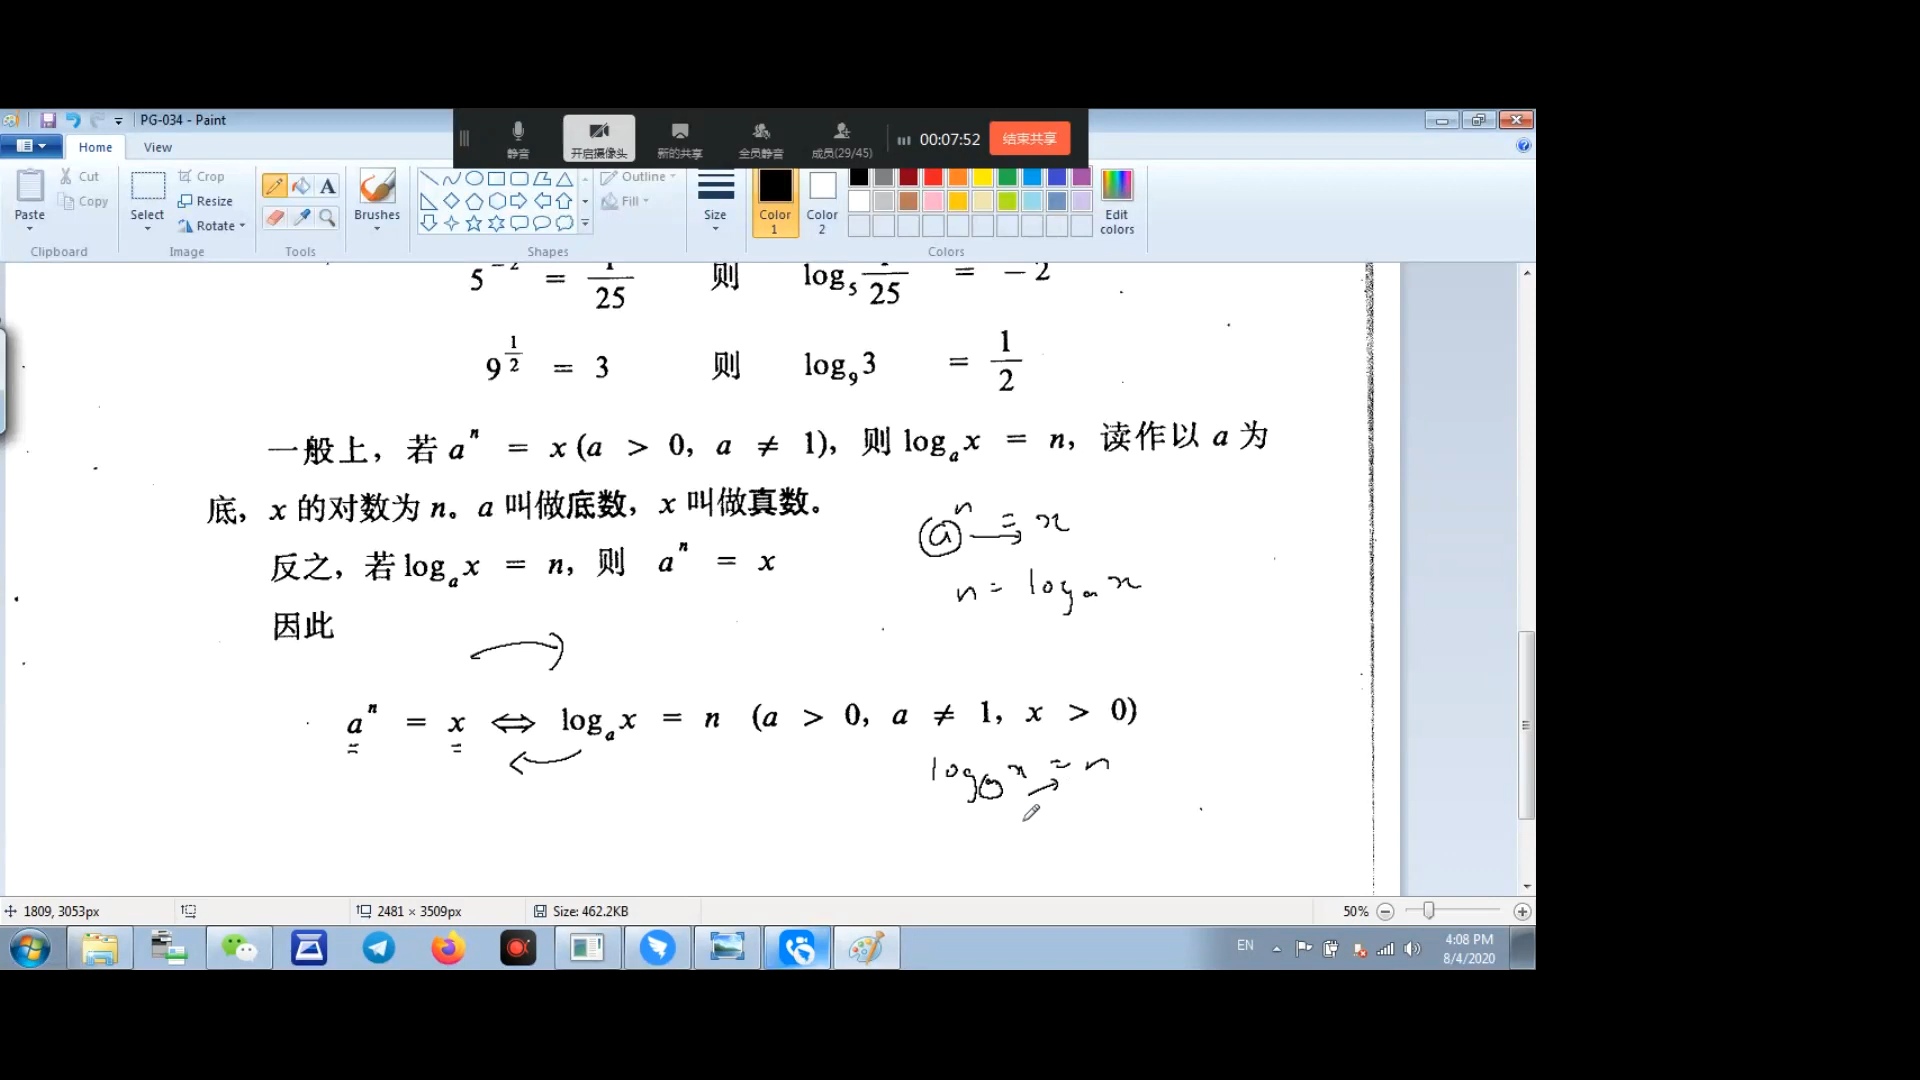 PG-034 - Paint
静音 开启摄像头 新的共享 全员静音 成员(29/45) 00:07:52 结束共享
Home View
Paste Cut Copy Clipboard
Select Crop Resize Rotate Image
A Tools
Brushes
Outline Fill Shapes
Size
Color 1 Color 2 Edit colors Colors
5^{-2} = 1/25 则 log₅ 1/25 = -2
9^{1/2} = 3 则 log₉3 = 1/2
一般上，若 aⁿ = x (a > 0, a ≠ 1)，则 logₐx = n，读作以 a 为
底，x 的对数为 n。a 叫做底数，x 叫做真数。
aⁿ = x
反之，若 logₐx = n，则 aⁿ = x
n = logₐ x
因此
aⁿ = x ⇔ logₐx = n (a > 0, a ≠ 1, x > 0)
logₐ x = n
1809, 3053px 2481 × 3509px Size: 462.2KB 50%
EN 4:08 PM
8/4/2020